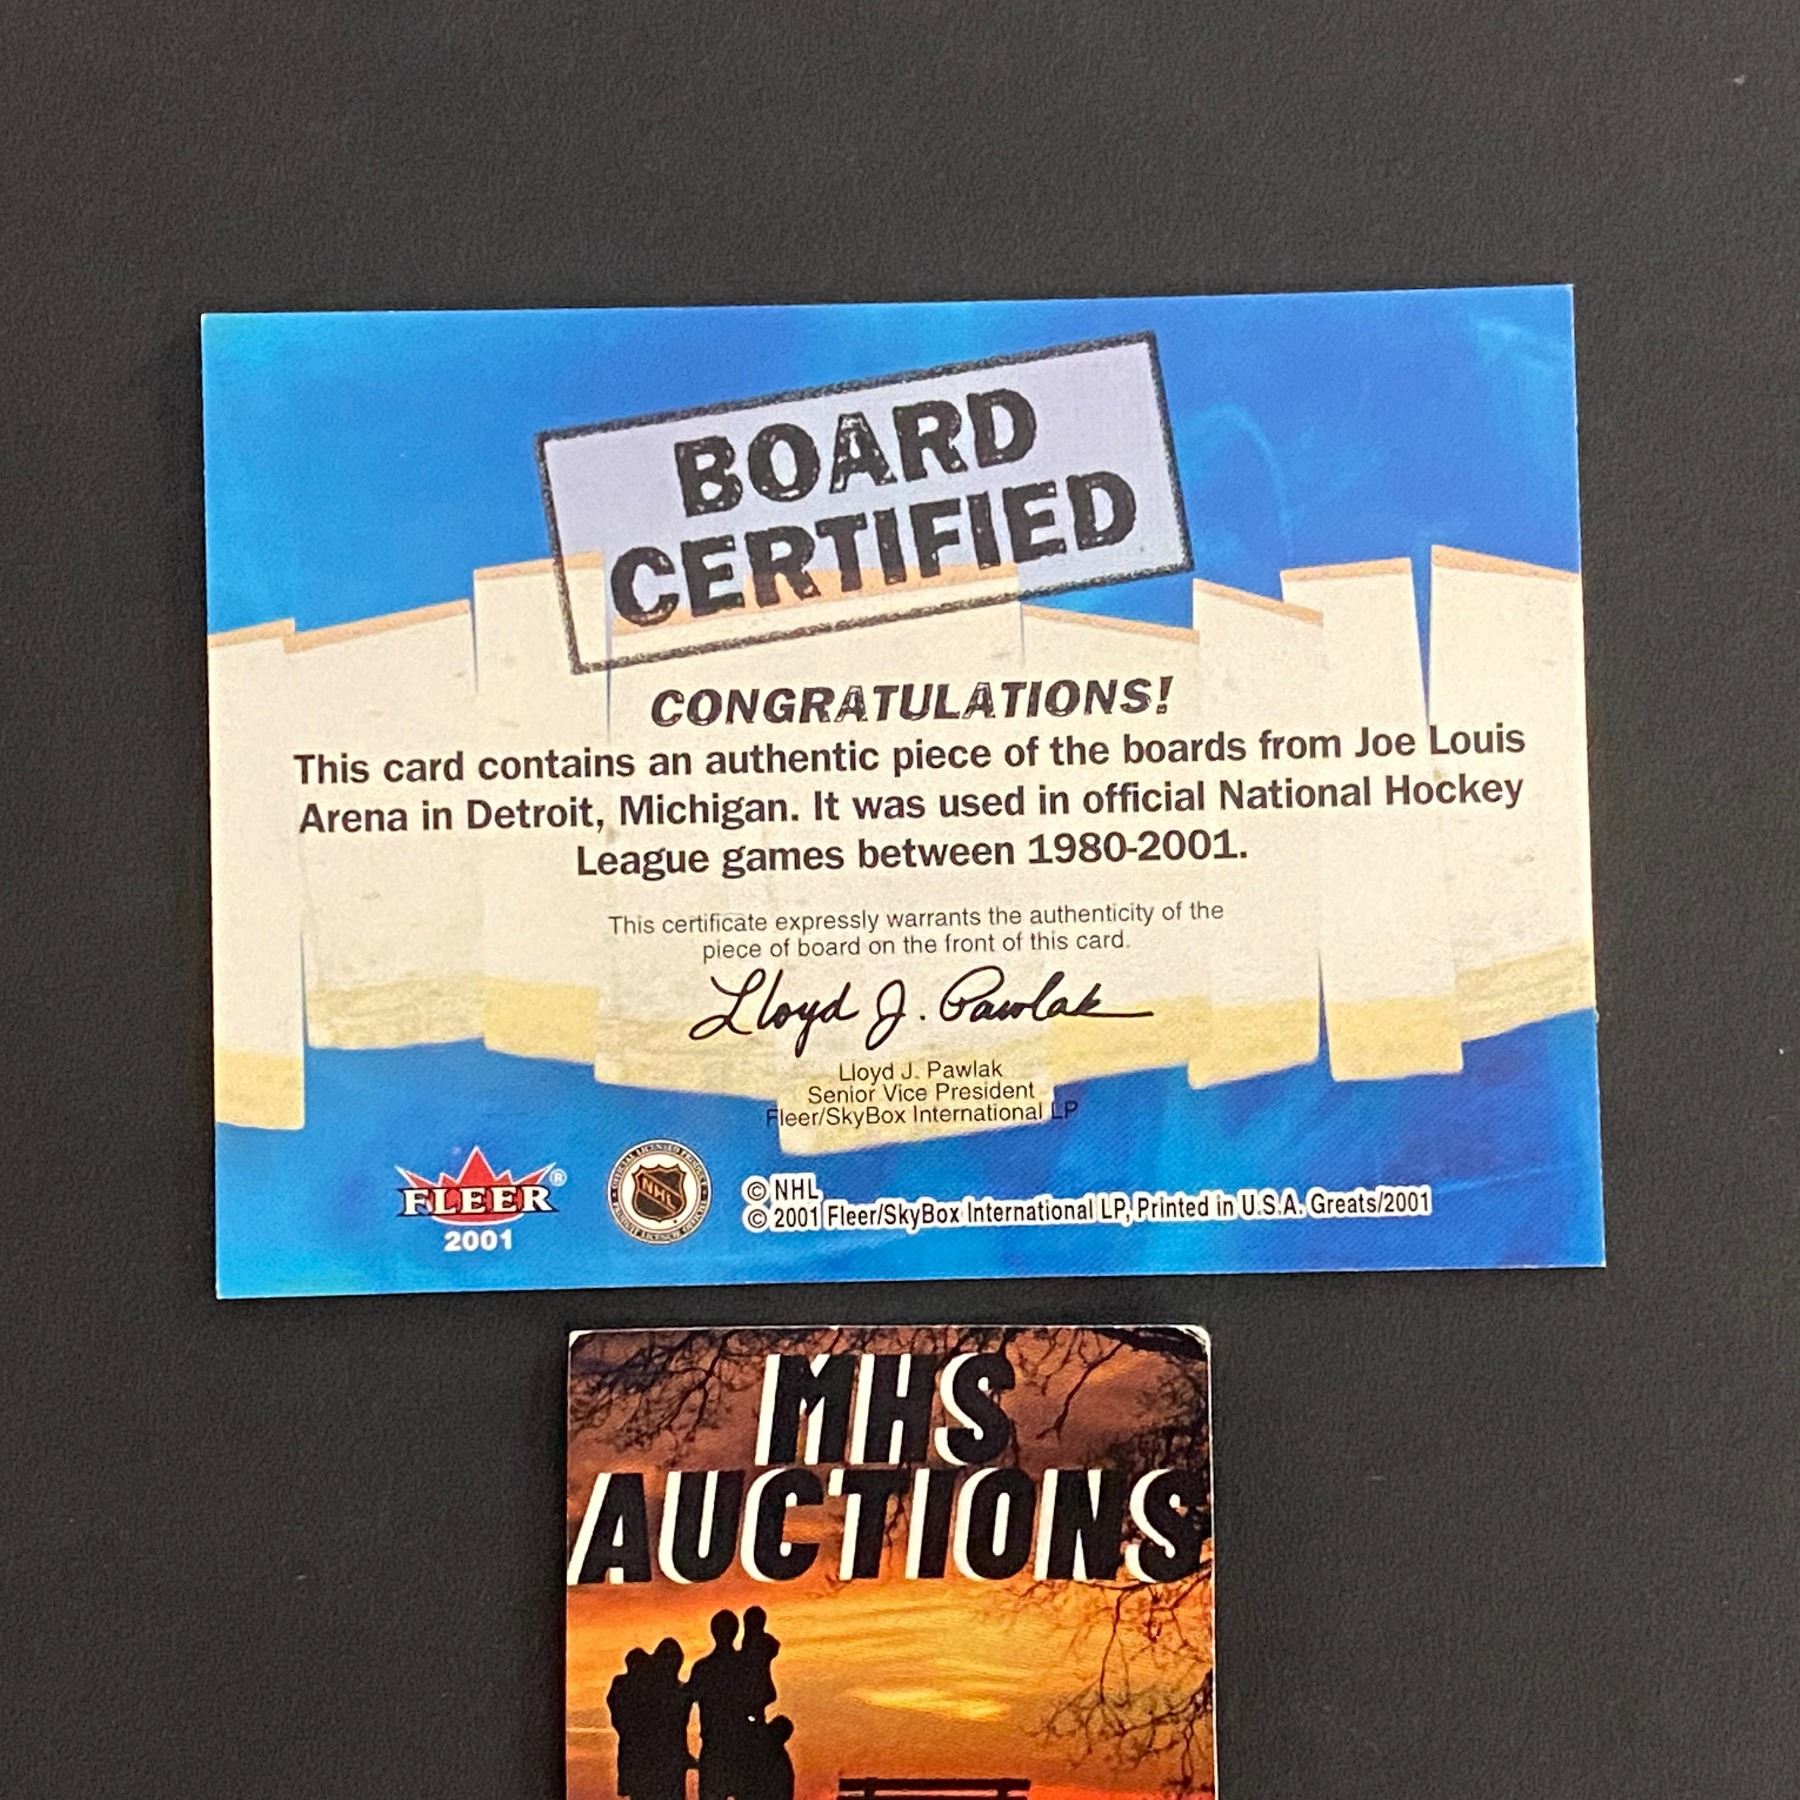 BOARD
CERTIFIED
CONGRATULATIONS!
This card contains an authentic piece of the boards from Joe Louis
Arena in Detroit, Michigan. It was used in official National Hockey
League games between 1980-2001.
This certificate expressly warrants the authenticity of the
piece of board on the front of this card.
Lloyd J. Pawlak
Lloyd J. Pawlak
Senior Vice President
Fleer/SkyBox International LP
FLEER®
2001
NHL
© NHL
© 2001 Fleer/SkyBox International LP, Printed in U.S.A. Greats/2001
MHS
AUCTIONS